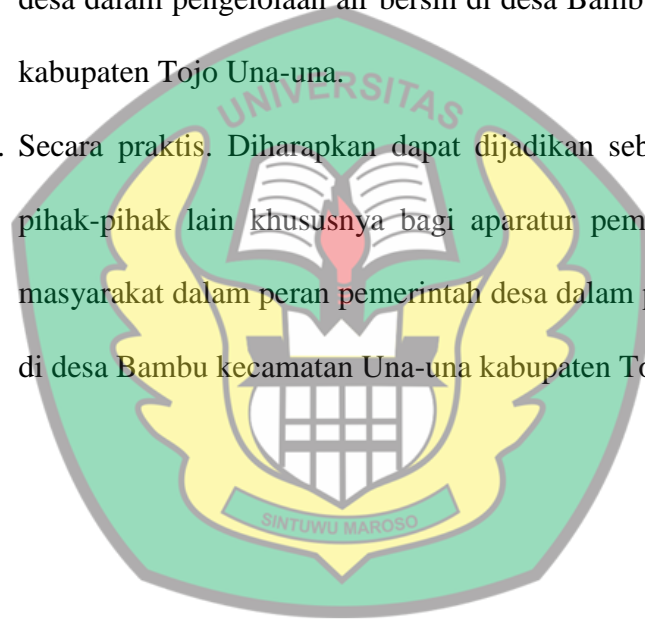 desa dalam pengelolaan air bersih di desa Bambu
kabupaten Tojo Una-una.
UNIVERSITAS
. Secara praktis. Diharapkan dapat dijadikan seb
pihak-pihak lain khususnya bagi aparatur pem
masyarakat dalam peran pemerintah desa dalam p
di desa Bambu kecamatan Una-una kabupaten To
SINTUWU MAROSO